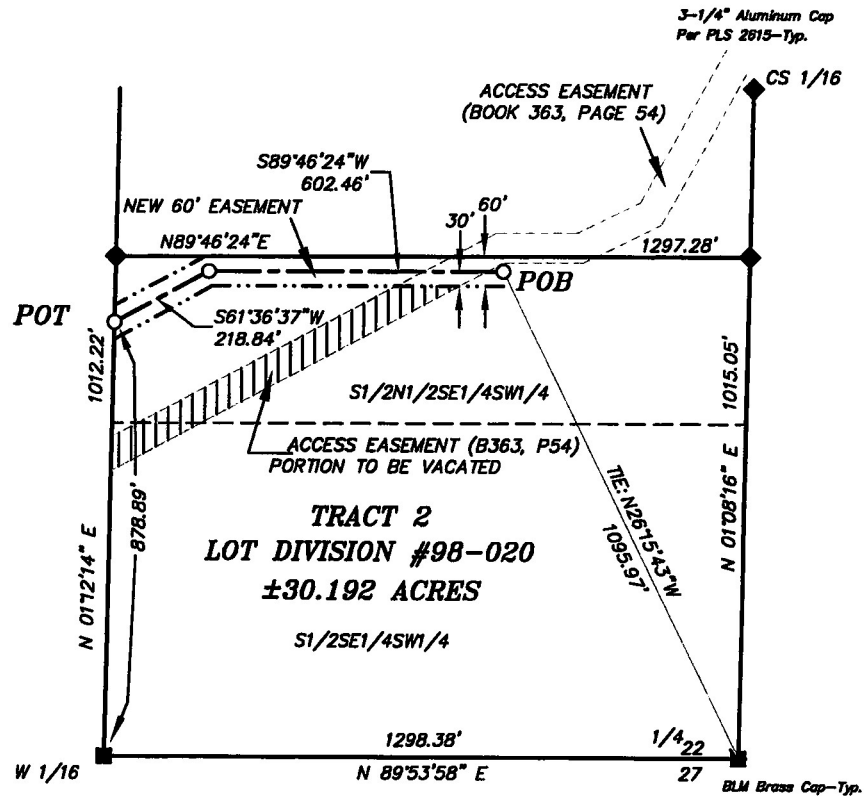 3-1/4" Aluminum Cap
Per PLS 2615-Typ.
CS 1/16
ACCESS EASEMENT
(BOOK 363, PAGE 54)
S89°46'24"W
602.46'
NEW 60' EASEMENT
30'
60'
N89°46'24"E
1297.28'
POB
POT
S61°36'37"W
218.84'
1012.22'
1015.05'
S1/2N1/2SE1/4SW1/4
ACCESS EASEMENT (B363, P54)
PORTION TO BE VACATED
878.89'
TIE: N26°15'43"W
1095.97'
N 01°08'16" E
N 01°12'14" E
TRACT 2
LOT DIVISION #98-020
±30.192 ACRES
S1/2SE1/4SW1/4
1298.38'
1/4
22
W 1/16
N 89°53'58" E
27
BLM Brass Cap-Typ.